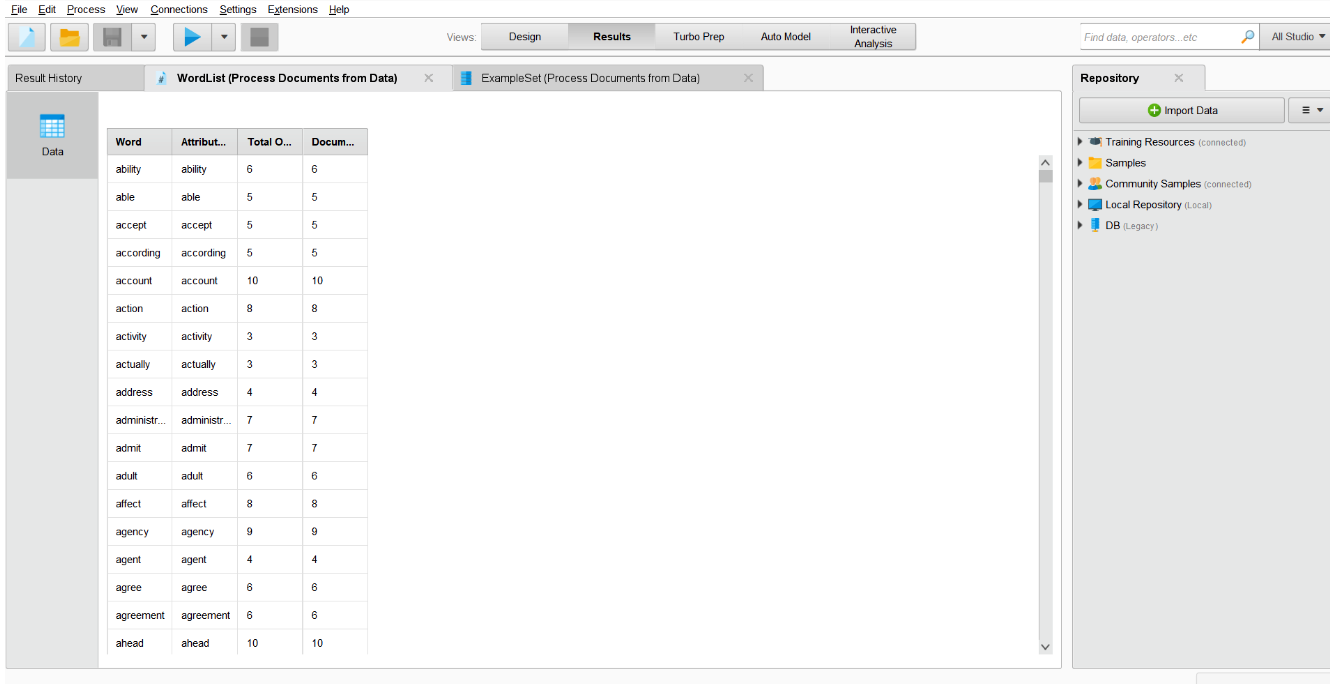 File Edit Process View Connections Settings Extensions Help
Views: Design Results Turbo Prep Auto Model Interactive Analysis
Find data, operators...etc All Studio
Result History WordList (Process Documents from Data) ExampleSet (Process Documents from Data) Repository
Data
Import Data
Word Attribut... Total O... Docum...
ability ability 6 6
able able 5 5
accept accept 5 5
according according 5 5
account account 10 10
action action 8 8
activity activity 3 3
actually actually 3 3
address address 4 4
administr... administr... 7 7
admit admit 7 7
adult adult 6 6
affect affect 8 8
agency agency 9 9
agent agent 4 4
agree agree 6 6
agreement agreement 6 6
ahead ahead 10 10
Training Resources (connected)
Samples
Community Samples (connected)
Local Repository (Local)
DB (Legacy)